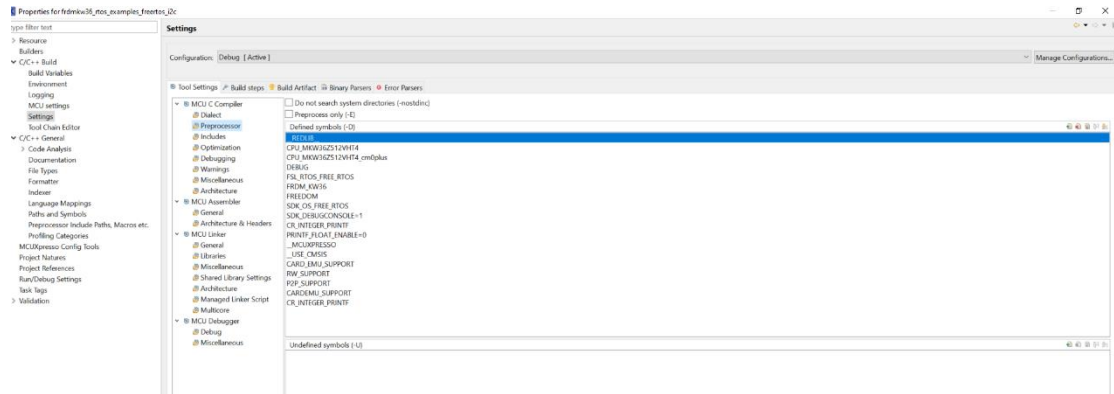 Properties for frdmkw36_rtos_examples_freertos_i2c
type filter text
Resource
Builders
C/C++ Build
Build Variables
Environment
Logging
MCU settings
Settings
Tool Chain Editor
C/C++ General
Code Analysis
Documentation
File Types
Formatter
Indexer
Language Mappings
Paths and Symbols
Preprocessor Include Paths, Macros etc.
Profiling Categories
MCUXpresso Config Tools
Project Natures
Project References
Run/Debug Settings
Task Tags
Validation
Settings
Configuration: Debug [ Active ]
Manage Configurations...
Tool Settings Build steps Build Artifact Binary Parsers Error Parsers
MCU C Compiler
Dialect
Preprocessor
Includes
Optimization
Debugging
Warnings
Miscellaneous
Architecture
MCU Assembler
General
Architecture & Headers
MCU Linker
General
Libraries
Miscellaneous
Shared Library Settings
Architecture
Managed Linker Script
Multicore
MCU Debugger
Debug
Miscellaneous
Do not search system directories (-nostdinc)
Preprocess only (-E)
Defined symbols (-D)
__REDLIB__
CPU_MKW36Z512VHT4
CPU_MKW36Z512VHT4_cm0plus
DEBUG
FSL_RTOS_FREE_RTOS
FRDM_KW36
FREEDOM
SDK_OS_FREE_RTOS
SDK_DEBUGCONSOLE=1
CR_INTEGER_PRINTF
PRINTF_FLOAT_ENABLE=0
__MCUXPRESSO
__USE_CMSIS
CARD_EMU_SUPPORT
RW_SUPPORT
P2P_SUPPORT
CARDEMU_SUPPORT
CR_INTEGER_PRINTF
Undefined symbols (-U)